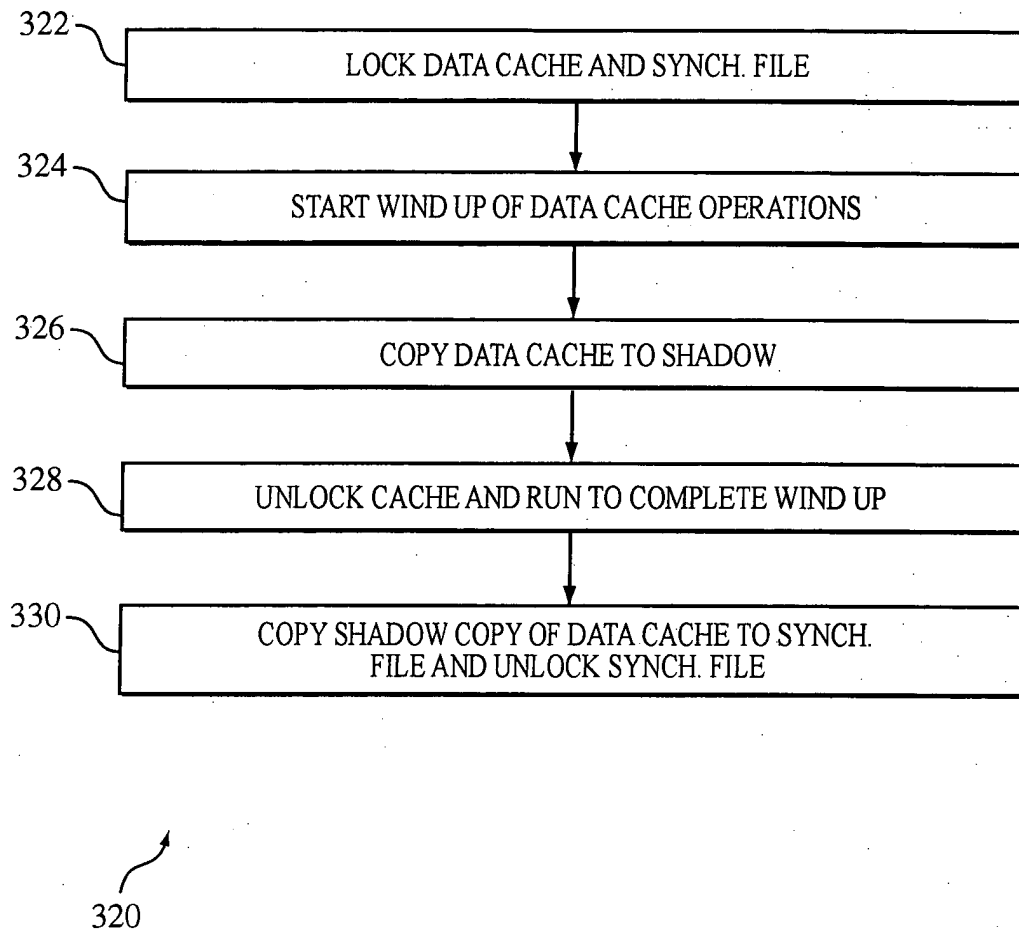 322
LOCK DATA CACHE AND SYNCH. FILE
324
START WIND UP OF DATA CACHE OPERATIONS
326
COPY DATA CACHE TO SHADOW
328
UNLOCK CACHE AND RUN TO COMPLETE WIND UP
330
COPY SHADOW COPY OF DATA CACHE TO SYNCH.
FILE AND UNLOCK SYNCH. FILE
320